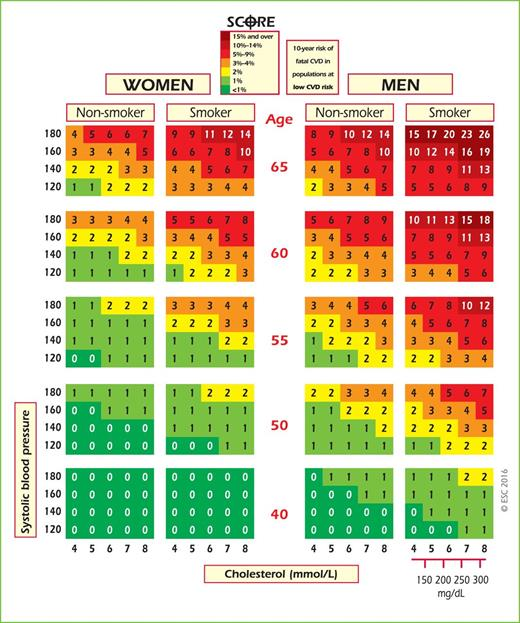 SCORE
15% and over
10%–14%
5%–9%
3%–4%
2%
1%
<1%
10-year risk of
fatal CVD in
populations at
low CVD risk
WOMEN MEN
Non-smoker Smoker Age Non-smoker Smoker
180 4 5 6 6 7 9 9 11 12 14 8 9 10 12 14 15 17 20 23 26
160 3 3 4 4 5 6 6 7 8 10 5 6 7 8 10 10 12 14 16 19
65
140 2 2 2 3 3 4 4 5 6 7 4 4 5 6 7 7 8 9 11 13
120 1 1 2 2 2 3 3 3 4 4 2 3 3 4 5 5 5 6 8 9
180 3 3 3 4 4 5 5 6 7 8 5 6 7 8 9 10 11 13 15 18
160 2 2 2 2 3 3 4 4 5 5 3 4 5 5 6 7 8 9 11 13
60
140 1 1 1 2 2 2 2 3 3 4 2 3 3 4 4 5 5 6 7 9
120 1 1 1 1 1 1 2 2 2 3 2 2 2 3 3 3 4 4 5 6
180 1 1 2 2 2 3 3 3 4 4 3 4 4 5 6 6 7 8 10 12
160 1 1 1 1 1 2 2 2 3 3 2 2 3 3 4 4 5 6 7 8
55
140 1 1 1 1 1 1 1 1 2 2 1 2 2 2 3 3 3 4 5 6
120 0 0 1 1 1 1 1 1 1 1 1 1 1 2 2 2 2 3 3 4
180 1 1 1 1 1 1 1 2 2 2 2 2 3 3 4 4 4 5 6 7
160 0 0 1 1 1 1 1 1 1 1 1 1 2 2 2 2 3 3 4 5
50
140 0 0 0 0 0 1 1 1 1 1 1 1 1 1 2 2 2 2 3 3
120 0 0 0 0 0 0 0 0 1 1 1 1 1 1 1 1 1 2 2 2
180 0 0 0 0 0 0 0 0 0 0 0 1 1 1 1 1 1 1 2 2
160 0 0 0 0 0 0 0 0 0 0 0 0 0 1 1 1 1 1 1 1
40
140 0 0 0 0 0 0 0 0 0 0 0 0 0 0 0 0 1 1 1 1
120 0 0 0 0 0 0 0 0 0 0 0 0 0 0 0 0 0 0 1 1
4 5 6 7 8 4 5 6 7 8 4 5 6 7 8 4 5 6 7 8
Systolic blood pressure
Cholesterol (mmol/L)
150 200 250 300
mg/dL
© ESC 2016